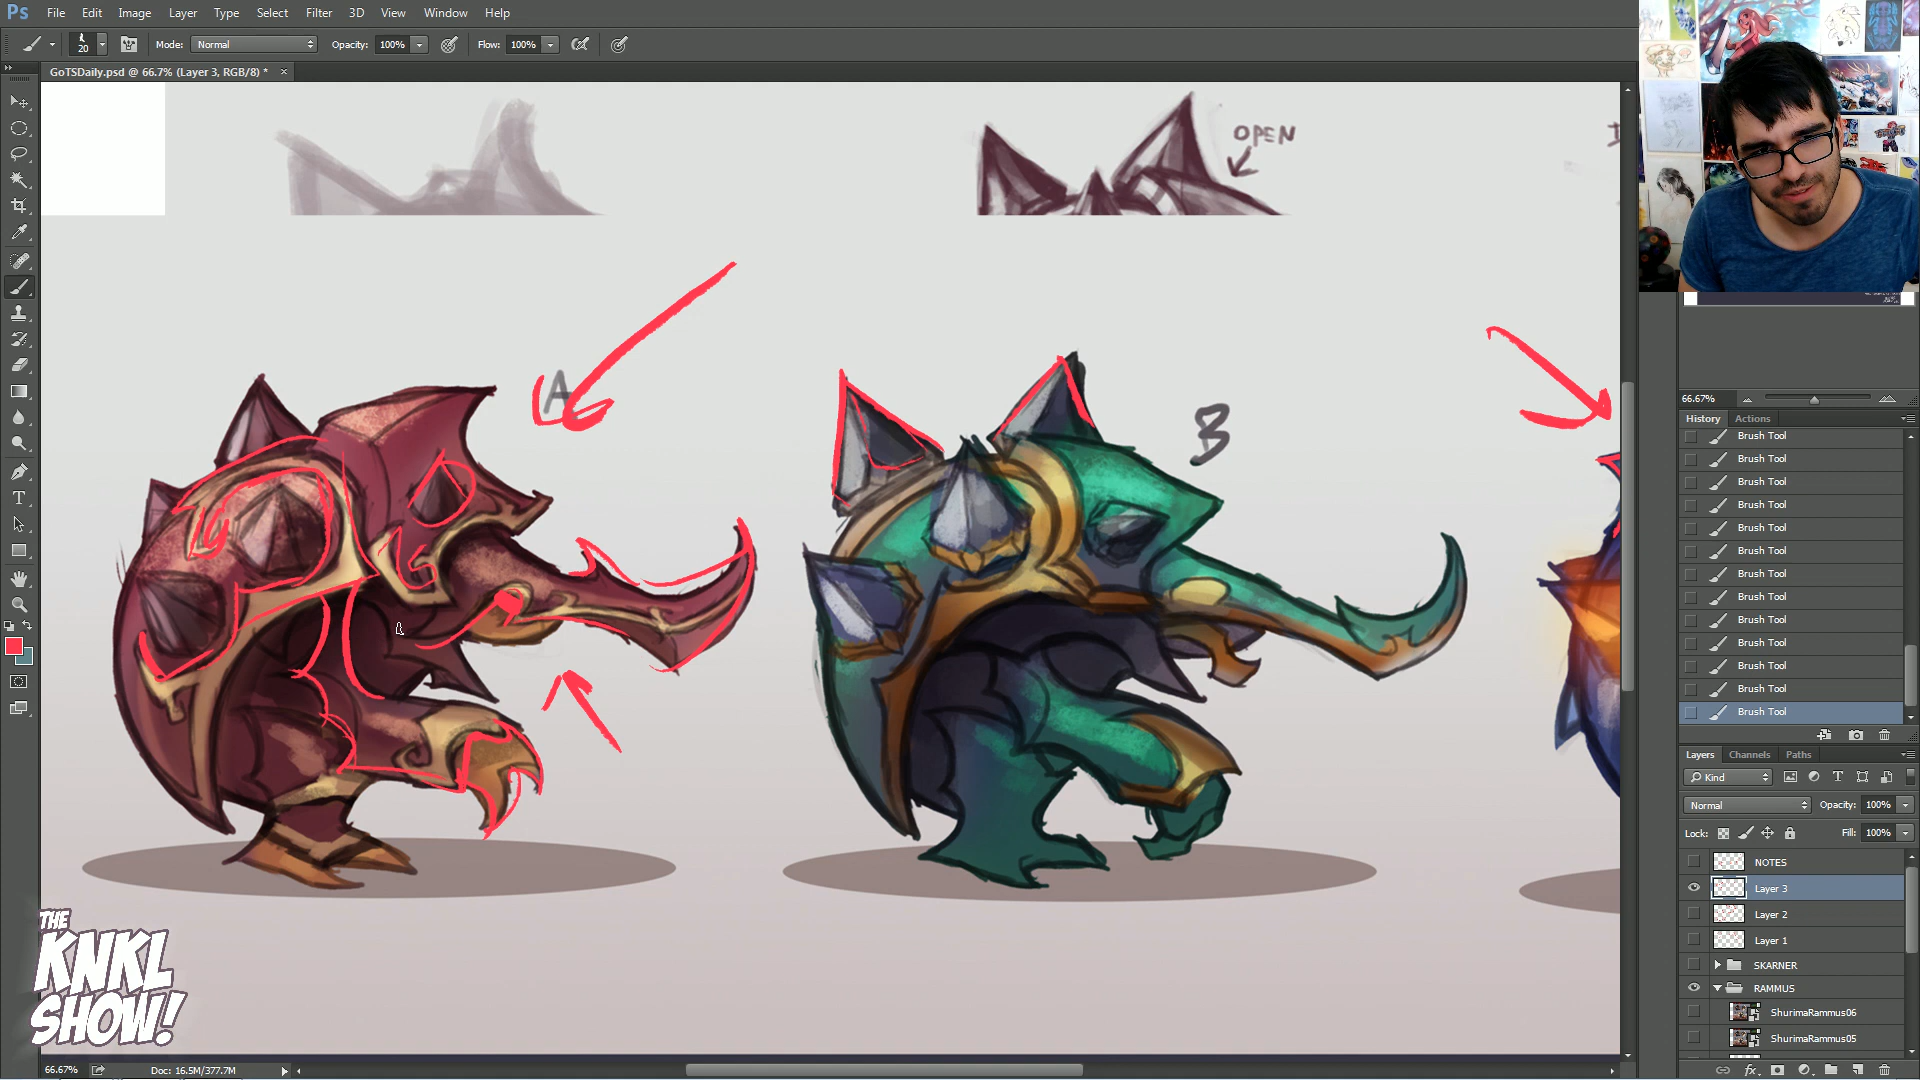 Ps File Edit Image Layer Type Select Filter 3D View Window Help
20 Mode: Normal Opacity: 100% Flow: 100%
GoTSDaily.psd @ 66.7% (Layer 3, RGB/8) * ×
OPEN
A
B
THE
KNKL
SHOW!
66.67%
History Actions
Brush Tool
Brush Tool
Brush Tool
Brush Tool
Brush Tool
Brush Tool
Brush Tool
Brush Tool
Brush Tool
Brush Tool
Brush Tool
Brush Tool
Brush Tool
Layers Channels Paths
Kind
Normal Opacity: 100%
Lock: Fill: 100%
NOTES
Layer 3
Layer 2
Layer 1
SKARNER
RAMMUS
ShurimaRammus06
ShurimaRammus05
66.67% Doc: 16.5M/377.7M